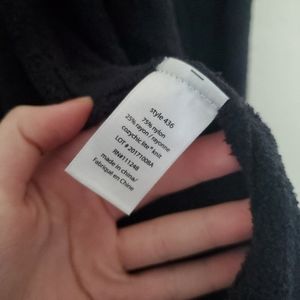 style 436
75% nylon
25% rayon / rayonne
cozychic lite® knit
LOT # 20171008A
RN#111248
made in china/
Fabriqué en Chine